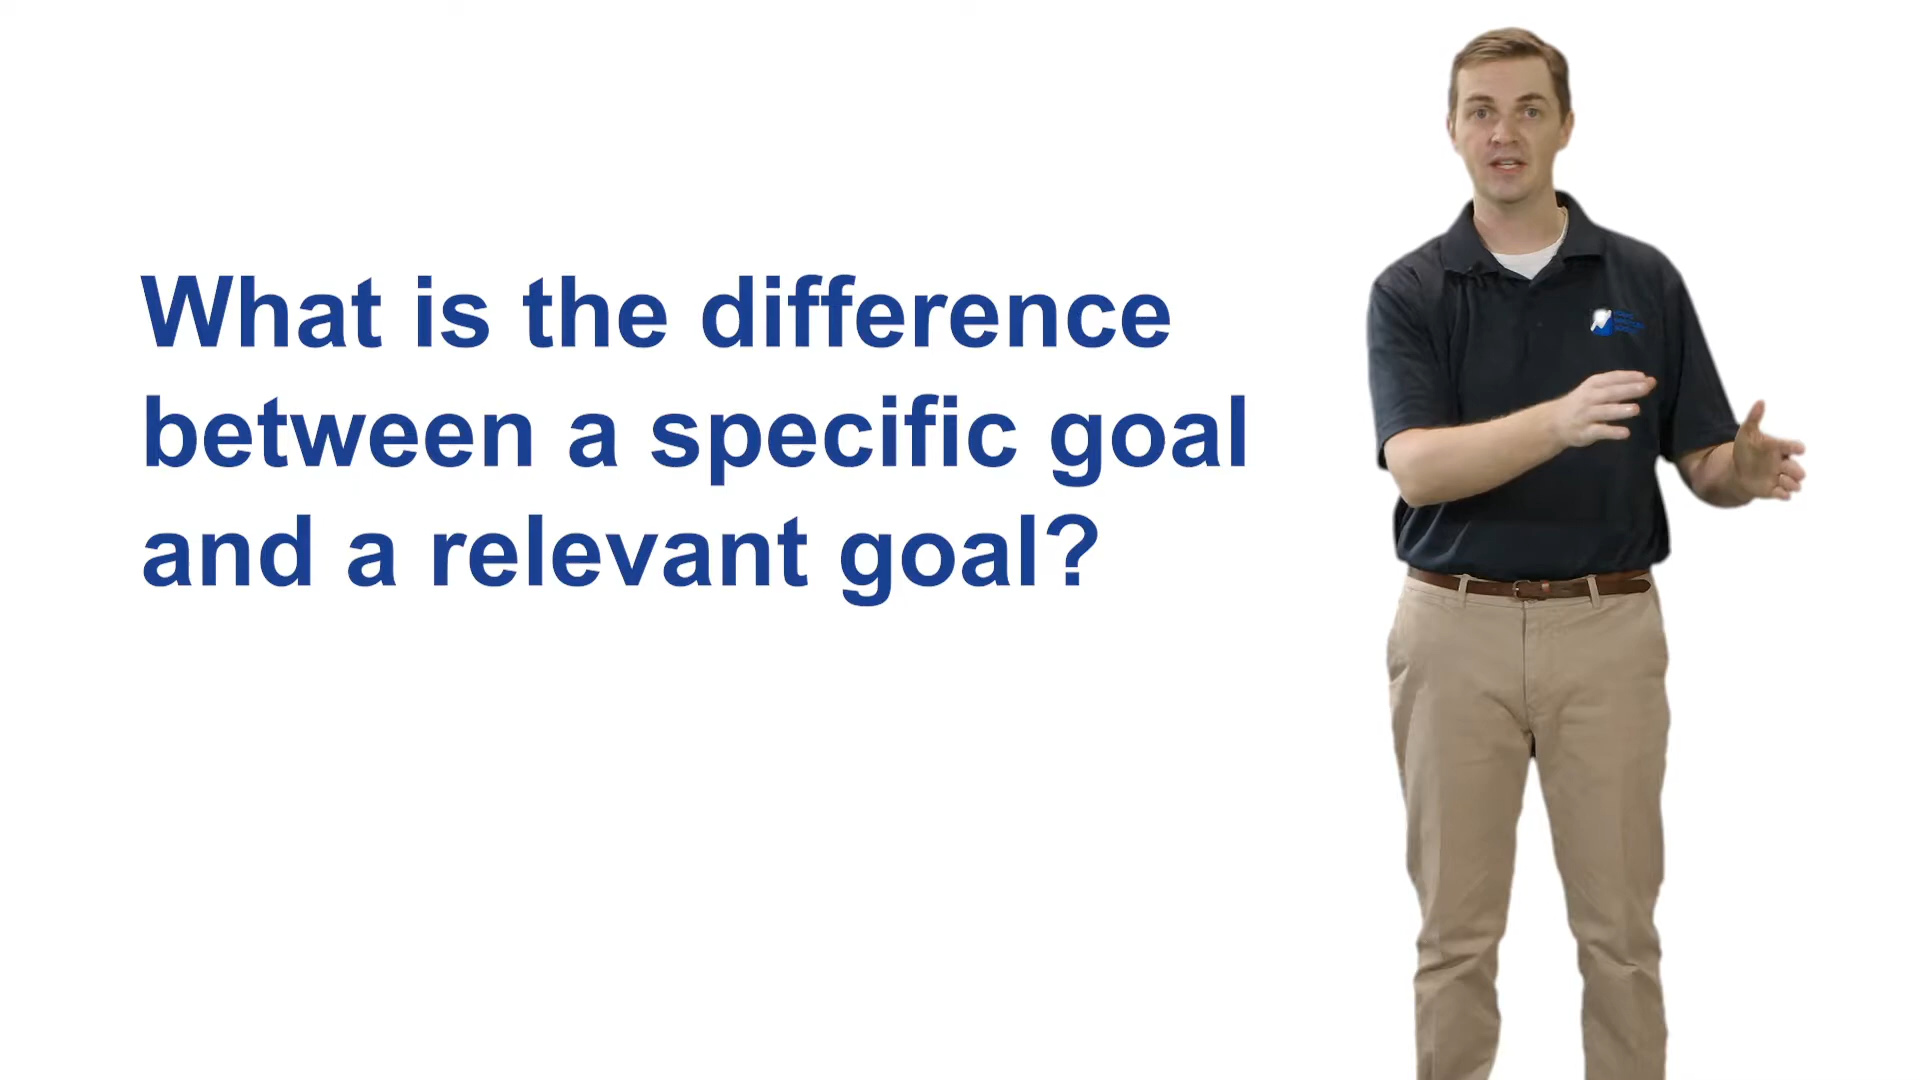 What is the difference
between a specific goal
and a relevant goal?